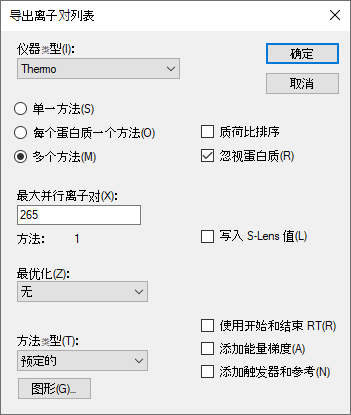 导出离子对列表
仪器类型(I):
Thermo
确定
取消
单一方法(S)
每个蛋白质一个方法(O)
质荷比排序
多个方法(M)
忽视蛋白质(R)
最大并行离子对(X):
265
方法: 1
写入 S-Lens 值(L)
最优化(Z):
无
使用开始和结束 RT(R)
方法类型(T):
添加能量梯度(A)
预定的
添加触发器和参考(N)
图形(G)...